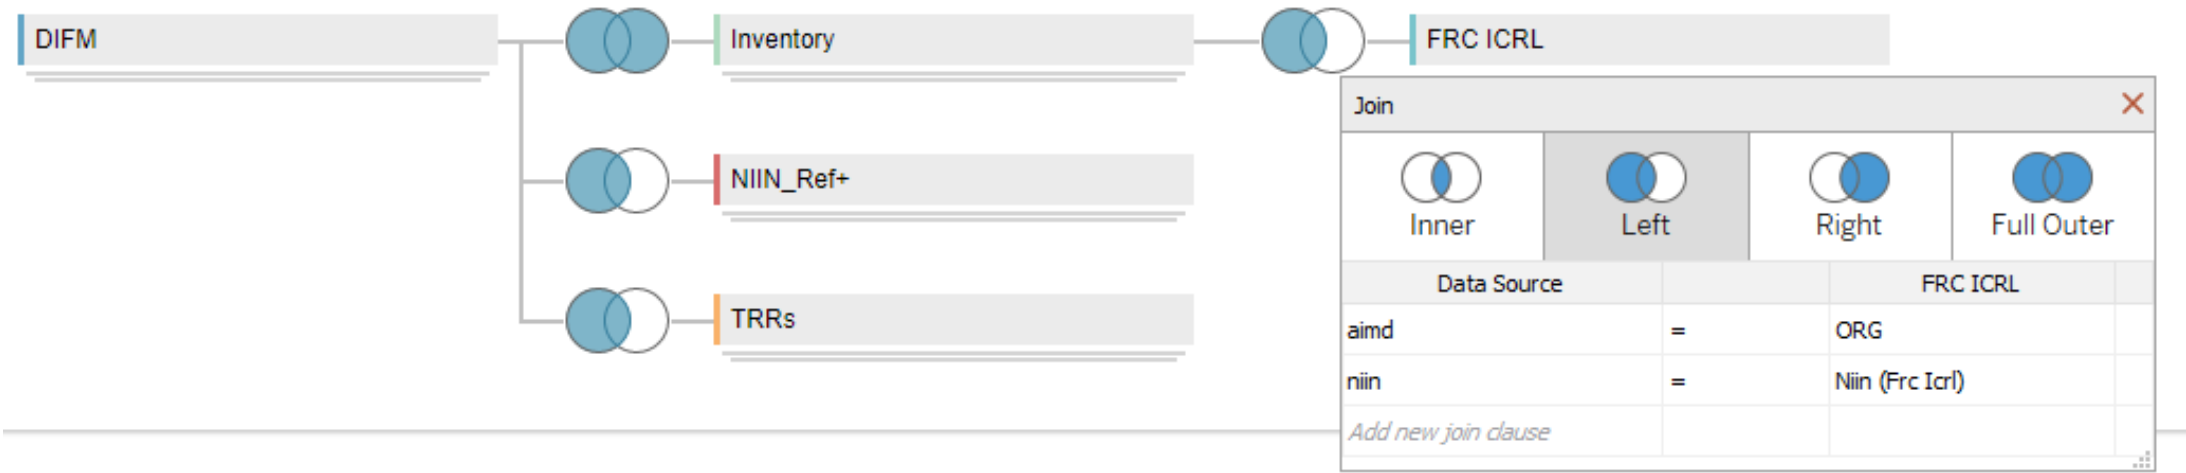 DIFM
Inventory
FRC ICRL
NIIN_Ref+
TRRs
Join
Inner
Left
Right
Full Outer
Data Source
FRC ICRL
aimd = ORG
niin = Niin (Frc Icrl)
Add new join clause